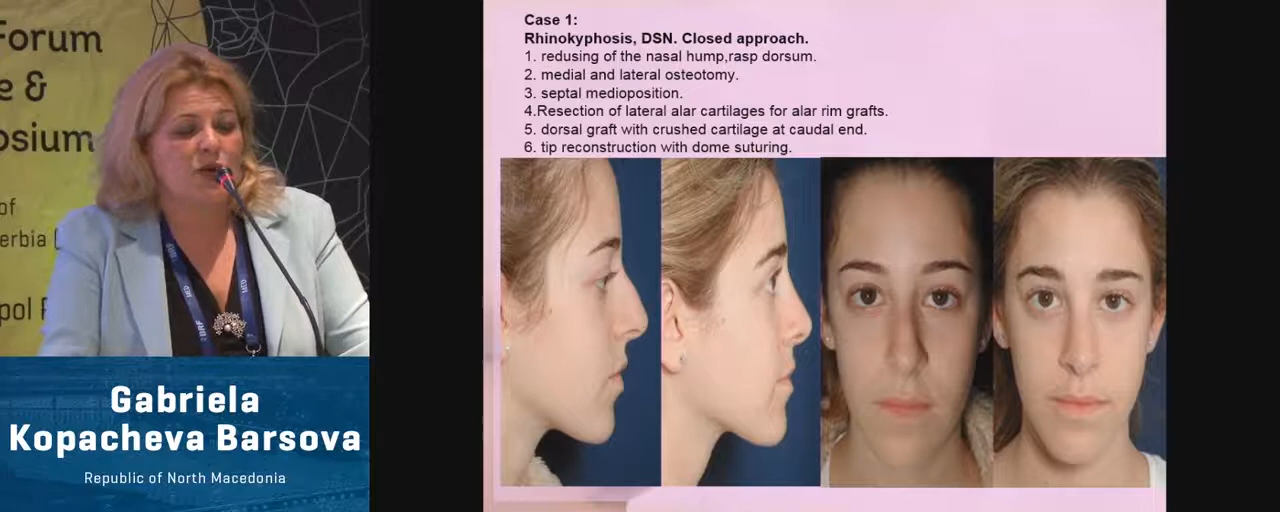 Forum
e &
osium
of
erbia
pol
Gabriela
Kopacheva Barsova
Republic of North Macedonia
Case 1:
Rhinokyphosis, DSN. Closed approach.
1. redusing of the nasal hump,rasp dorsum.
2. medial and lateral osteotomy.
3. septal medioposition.
4.Resection of lateral alar cartilages for alar rim grafts.
5. dorsal graft with crushed cartilage at caudal end.
6. tip reconstruction with dome suturing.